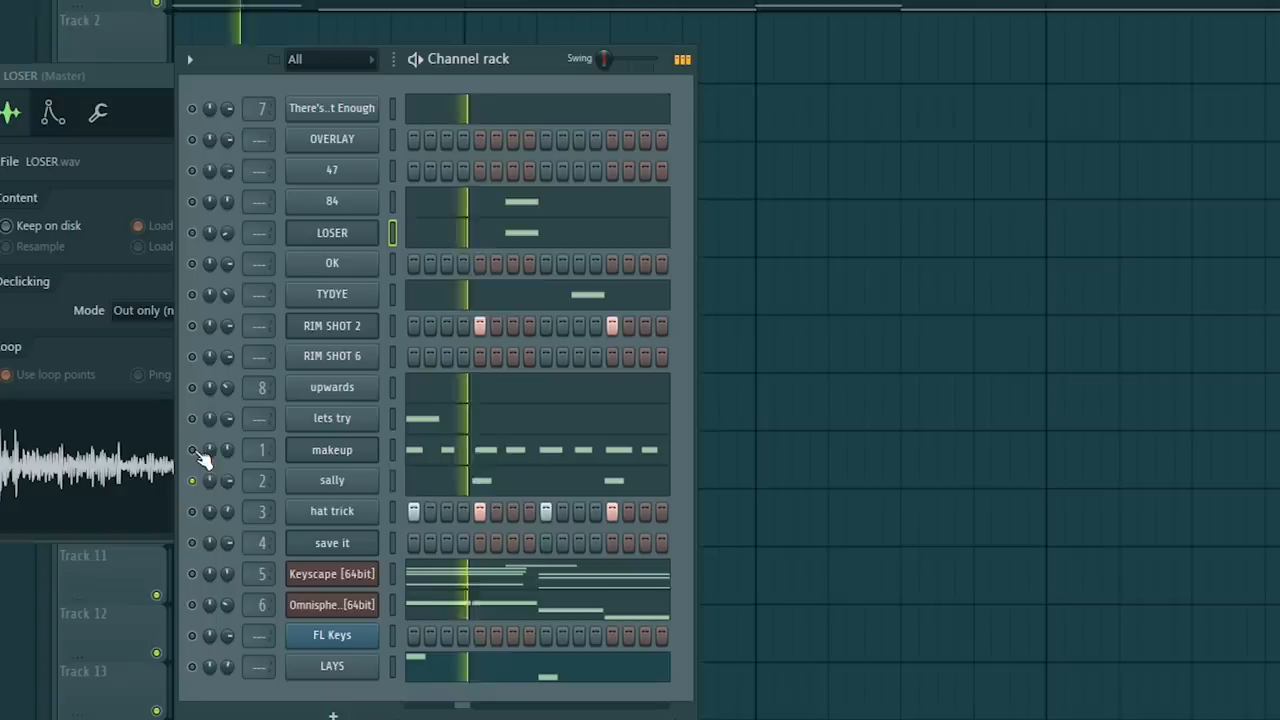 Track 2
All
Channel rack
Swing
LOSER (Master)
7 There's..t Enough
--- OVERLAY
File LOSER.wav
--- 47
Content
--- 84
Keep on disk Load
--- LOSER
Resample Load
--- OK
Declicking
--- TYDYE
Mode Out only (n
--- RIM SHOT 2
oop
--- RIM SHOT 6
Use loop points Ping
8 upwards
--- lets try
1 makeup
2 sally
3 hat trick
4 save it
Track 11
5 Keyscape [64bit]
6 Omnisphe..[64bit]
Track 12
--- FL Keys
--- LAYS
Track 13
+